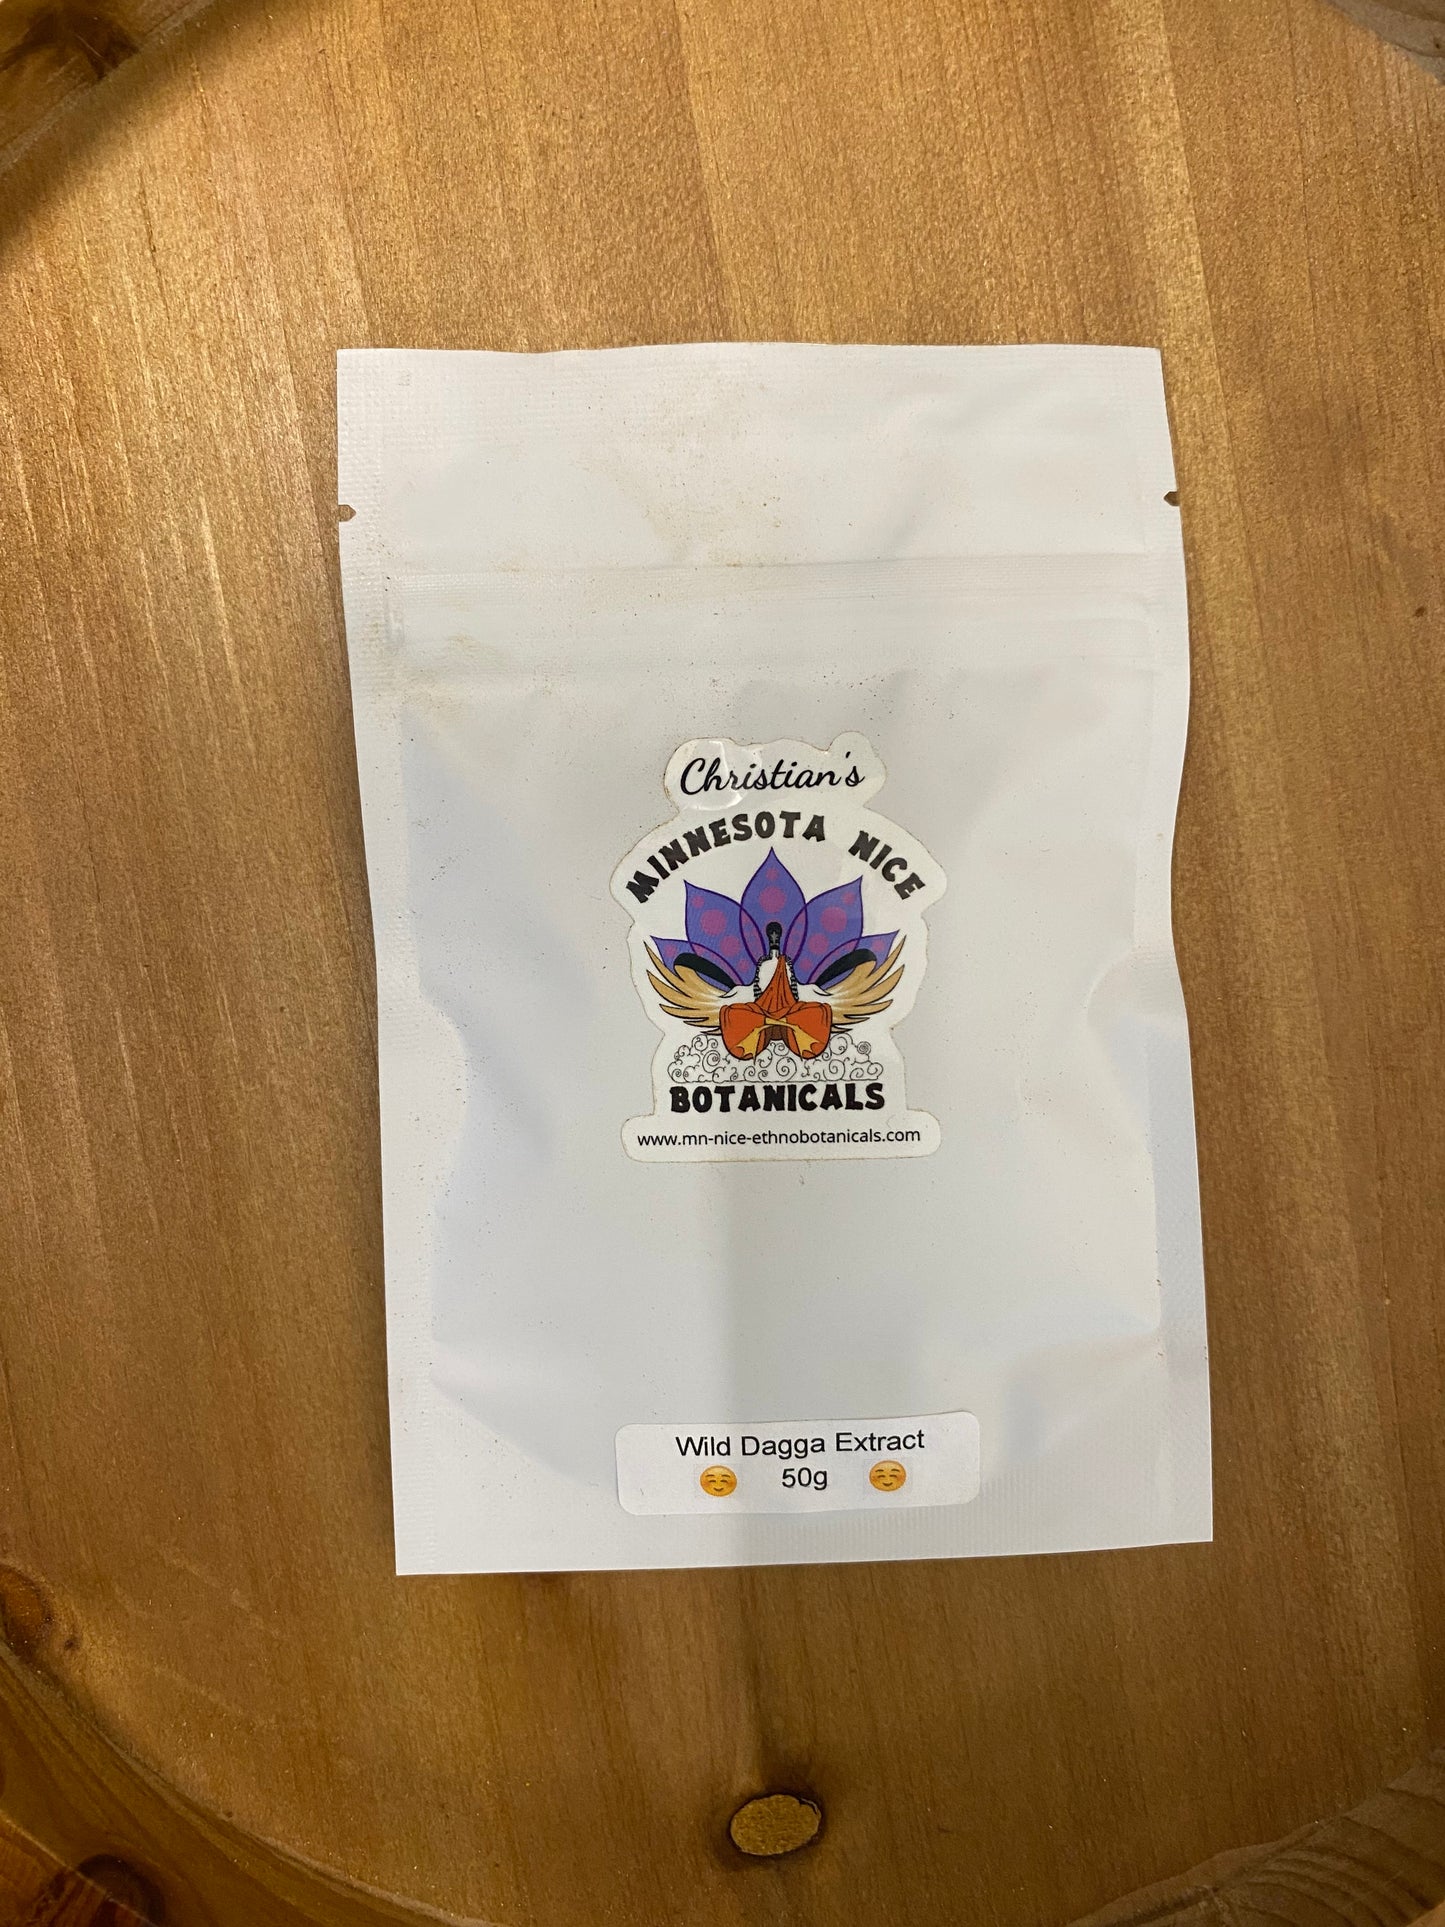 Christian's
MINNESOTA NICE
BOTANICALS
www.mn-nice-ethnobotanicals.com
Wild Dagga Extract
☺️ 50g ☺️